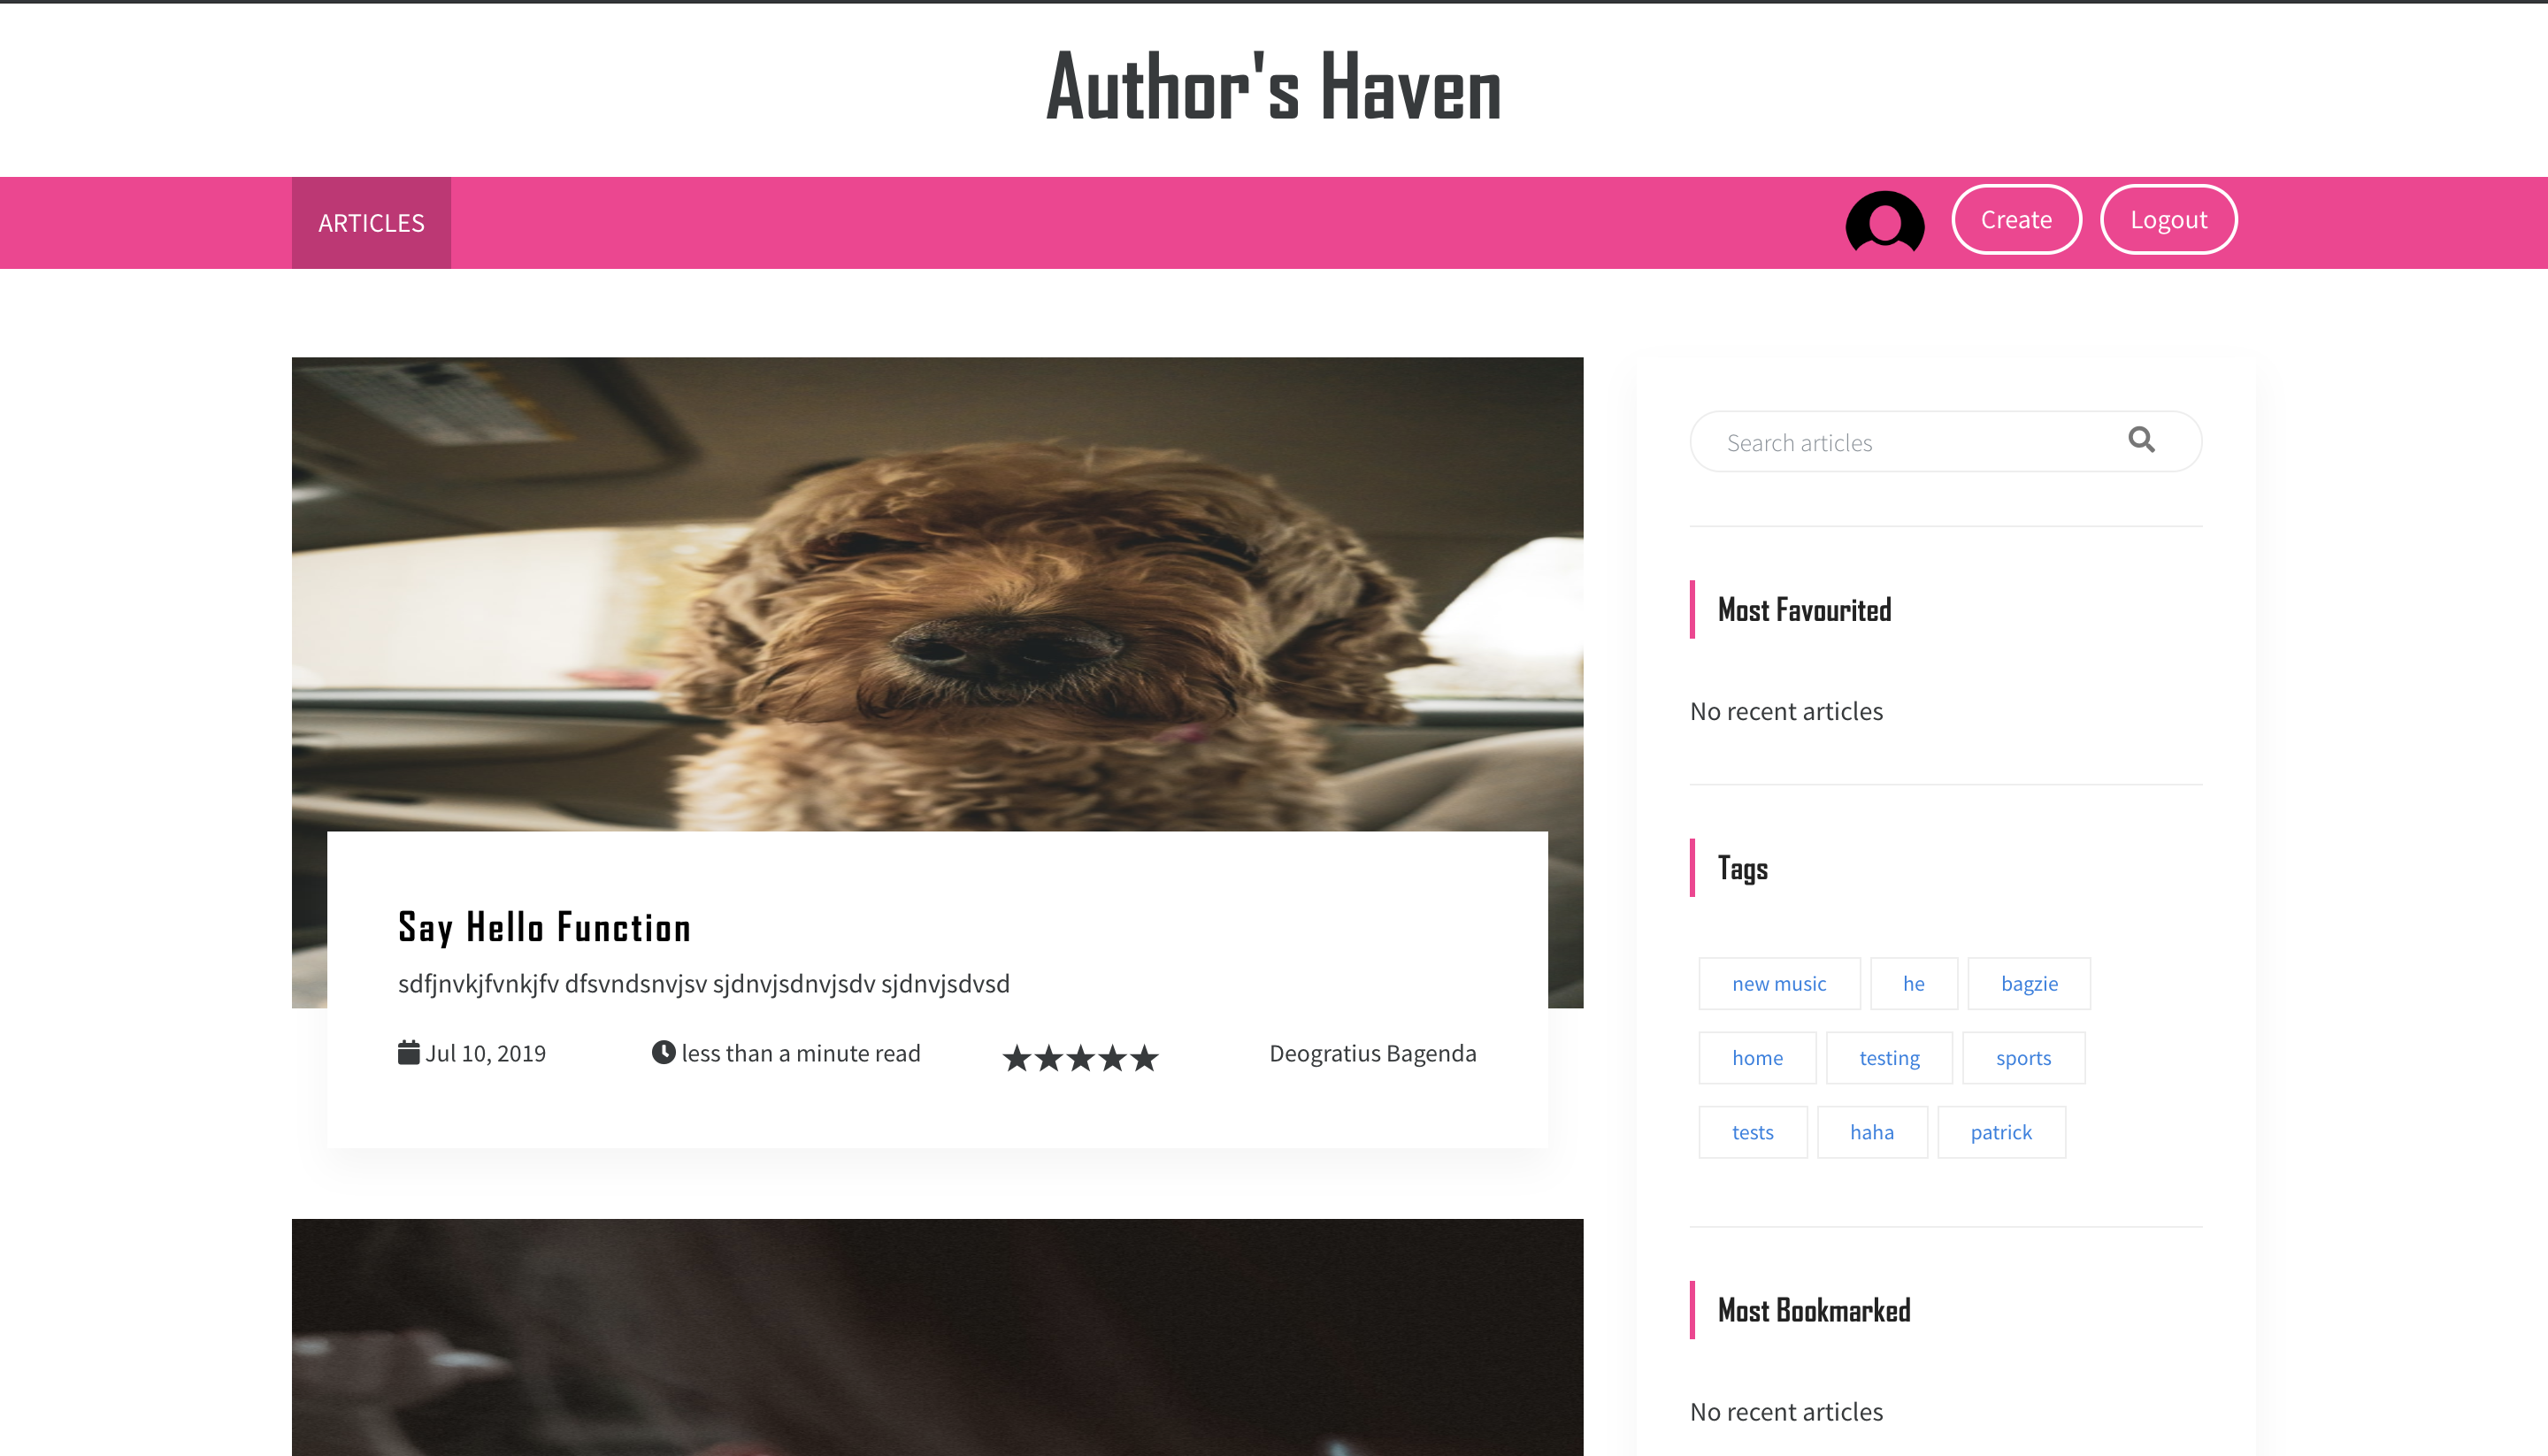 Author's Haven
ARTICLES
Create
Logout
Search articles
Most Favourited
No recent articles
Tags
new music
he
bagzie
home
testing
sports
tests
haha
patrick
Most Bookmarked
No recent articles
Say Hello Function
sdfjnvkjfvnkjfv dfsvndsnvjsv sjdnvjsdnvjsdv sjdnvjsdvsd
Jul 10, 2019
less than a minute read
★★★★★
Deogratius Bagenda